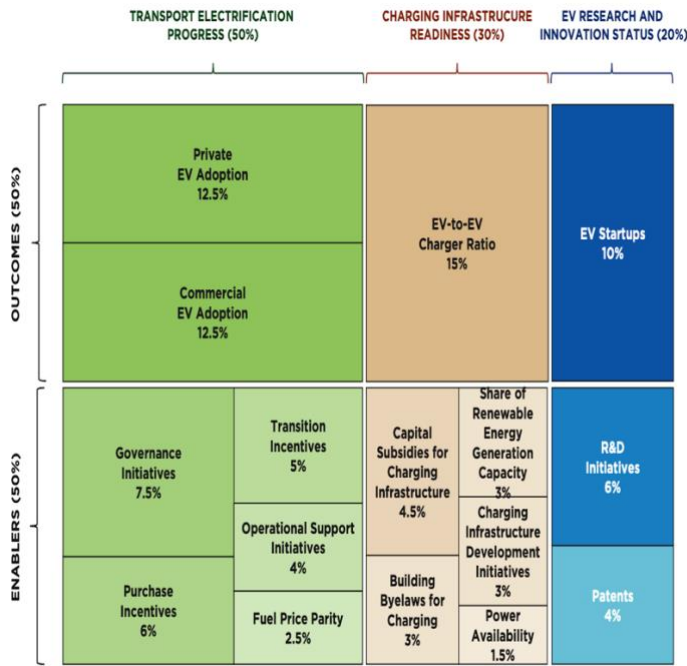 TRANSPORT ELECTRIFICATION
PROGRESS (50%)
CHARGING INFRASTRUCURE
READINESS (30%)
EV RESEARCH AND
INNOVATION STATUS (20%)
OUTCOMES (50%)
Private
EV Adoption
12.5%
Commercial
EV Adoption
12.5%
EV-to-EV
Charger Ratio
15%
EV Startups
10%
ENABLERS (50%)
Governance
Initiatives
7.5%
Purchase
Incentives
6%
Transition
Incentives
5%
Operational Support
Initiatives
4%
Fuel Price Parity
2.5%
Capital
Subsidies for
Charging
Infrastructure
4.5%
Building
Byelaws for
Charging
3%
Share of
Renewable
Energy
Generation
Capacity
3%
Charging
Infrastructure
Development
Initiatives
3%
Power
Availability
1.5%
R&D
Initiatives
6%
Patents
4%